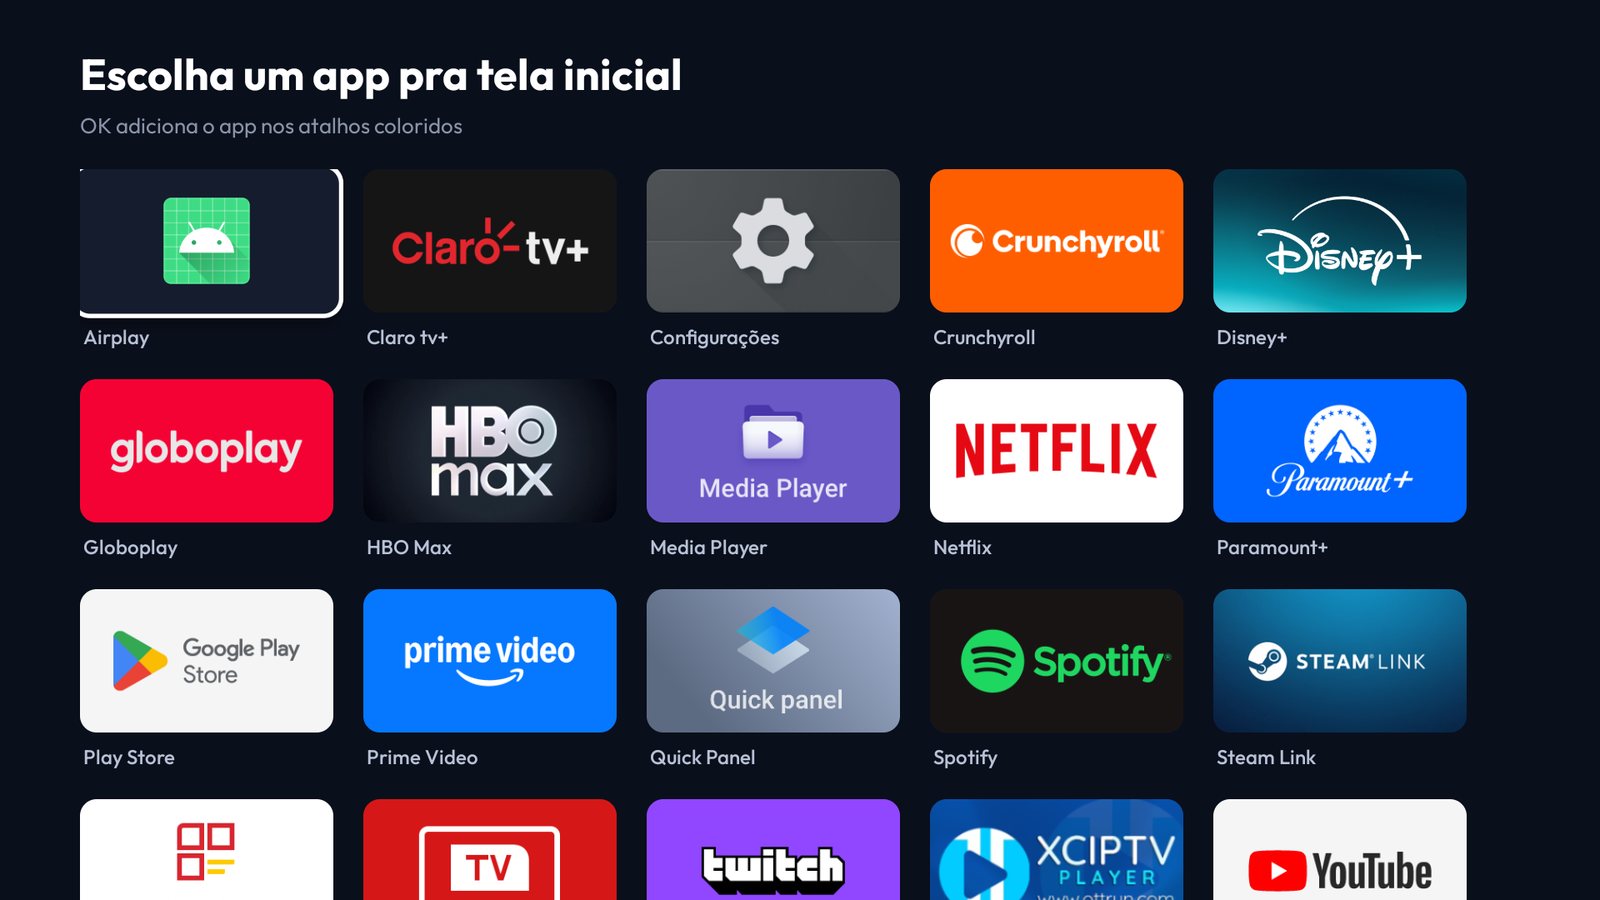 Escolha um app pra tela inicial
OK adiciona o app nos atalhos coloridos
Claro tv+
Crunchyroll
Disney+
Airplay
Claro tv+
Configurações
Crunchyroll
Disney+
globoplay
HBO
max
Media Player
NETFLIX
Paramount+
Globoplay
HBO Max
Media Player
Netflix
Paramount+
Google Play
Store
prime video
Quick panel
Spotify
STEAM LINK
Play Store
Prime Video
Quick Panel
Spotify
Steam Link
TV
twitch
XCIPTV
PLAYER
www.ottrun.com
YouTube